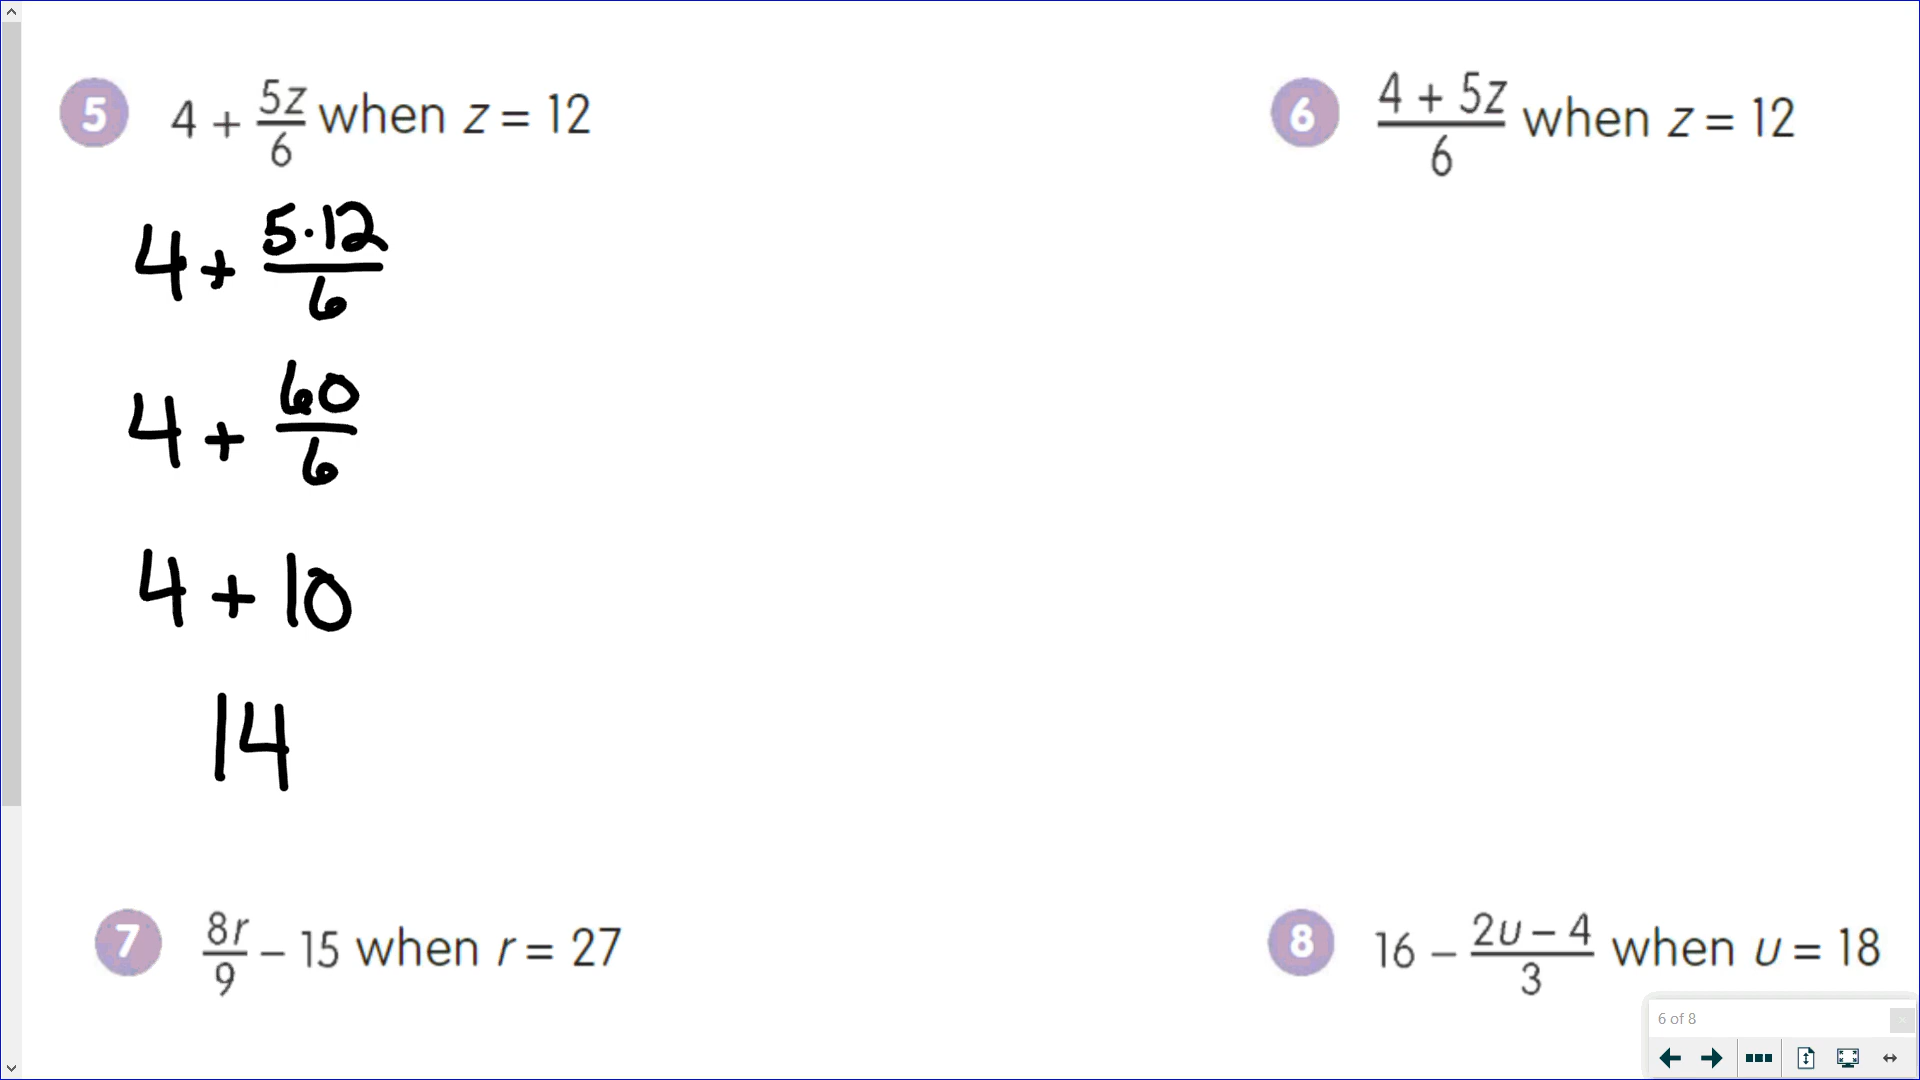 5 4 + 5z/6 when z = 12
6 (4 + 5z)/6 when z = 12
4 + 5·12/6
4 + 60/6
4 + 10
14
7 8r/9 – 15 when r = 27
8 16 – (2u – 4)/3 when u = 18
6 of 8